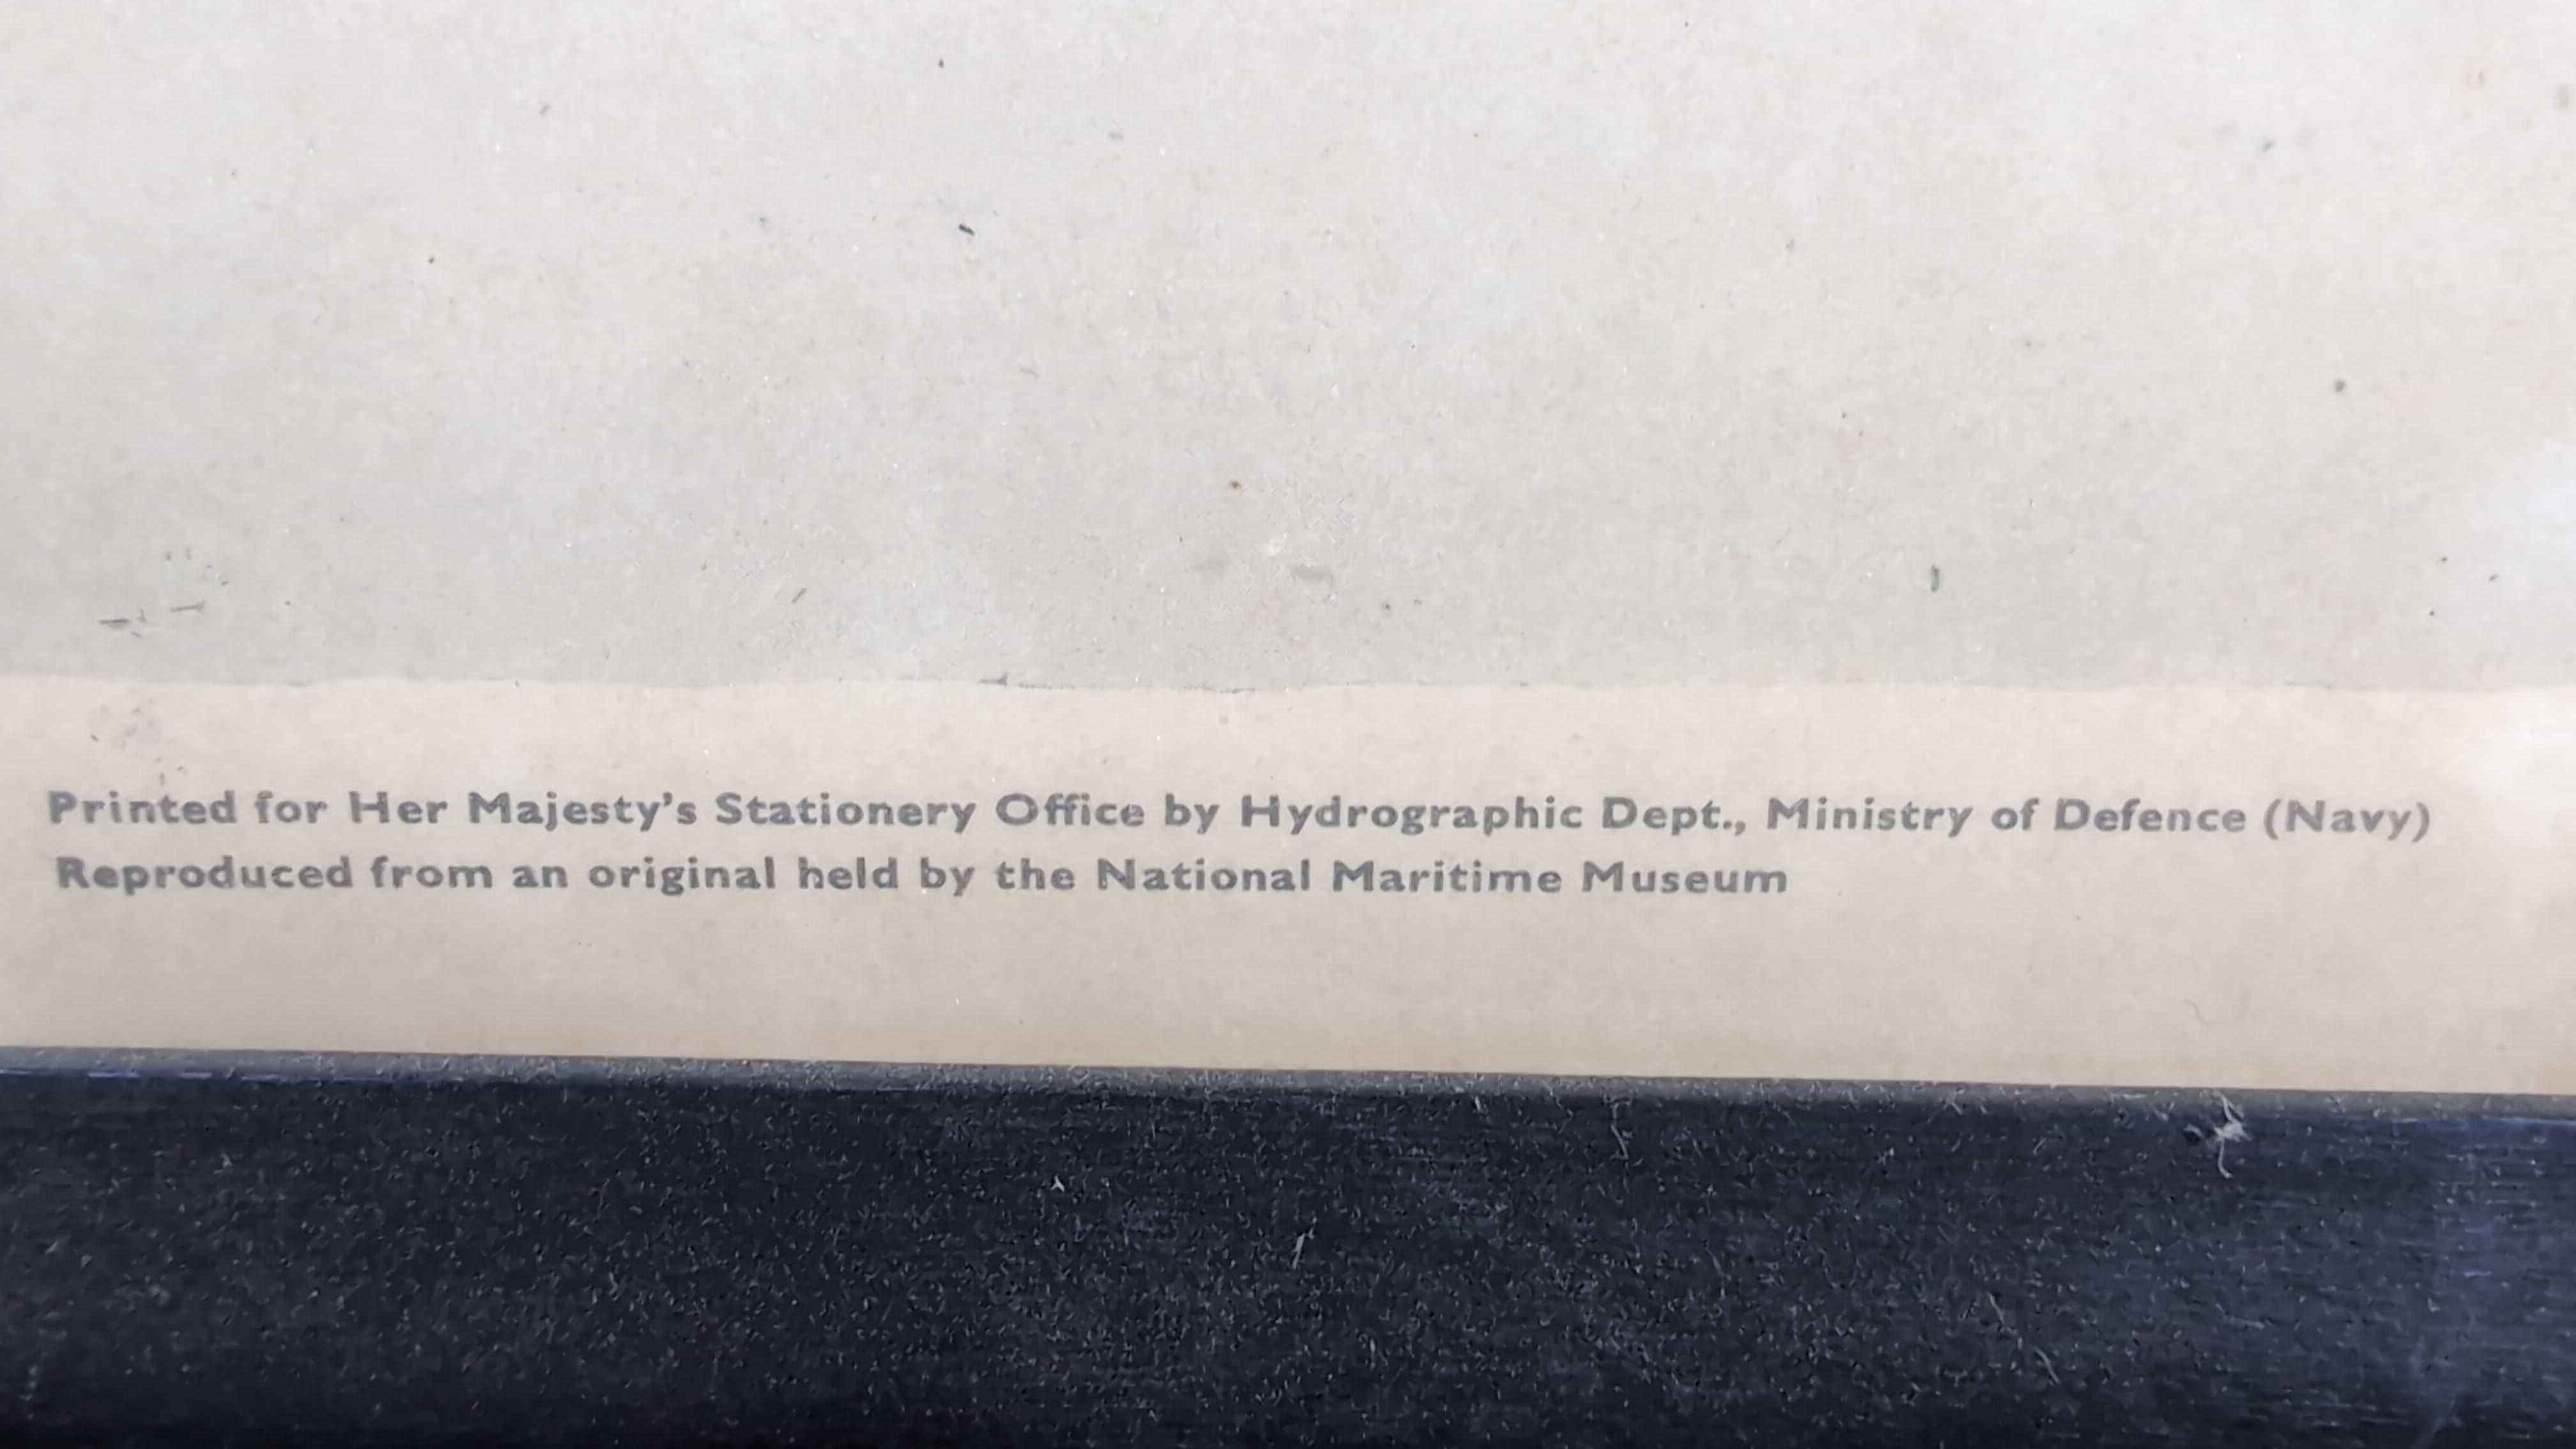 Printed for Her Majesty's Stationery Office by Hydrographic Dept., Ministry of Defence (Navy)
Reproduced from an original held by the National Maritime Museum